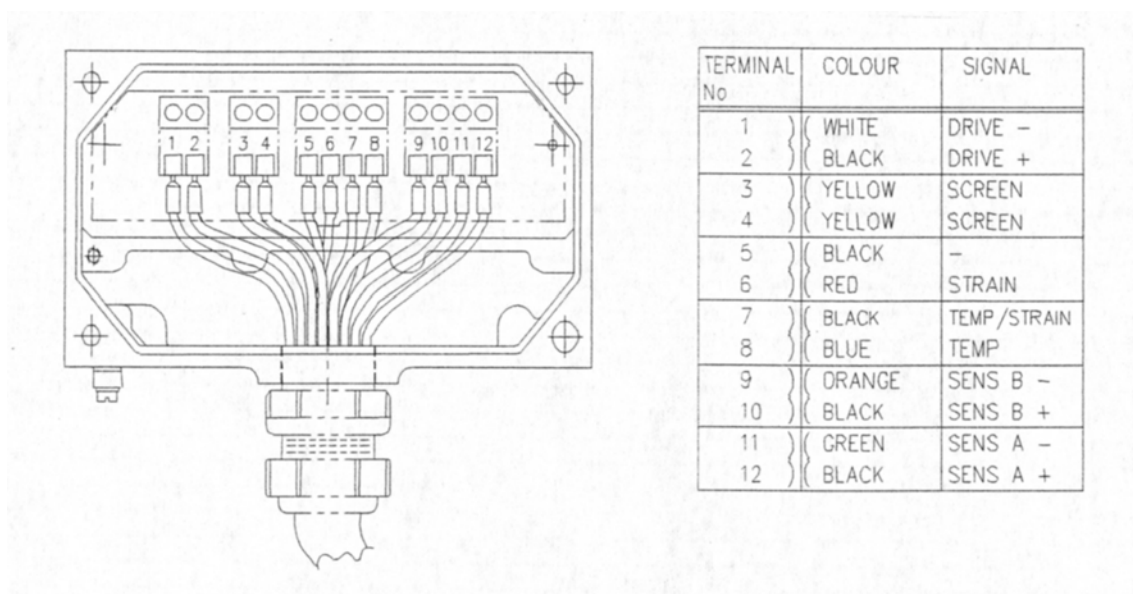 1 2 3 4 5 6 7 8 9 10 11 12
TERMINAL No COLOUR SIGNAL
1 WHITE DRIVE -
2 BLACK DRIVE +
3 YELLOW SCREEN
4 YELLOW SCREEN
5 BLACK -
6 RED STRAIN
7 BLACK TEMP/STRAIN
8 BLUE TEMP
9 ORANGE SENS B -
10 BLACK SENS B +
11 GREEN SENS A -
12 BLACK SENS A +